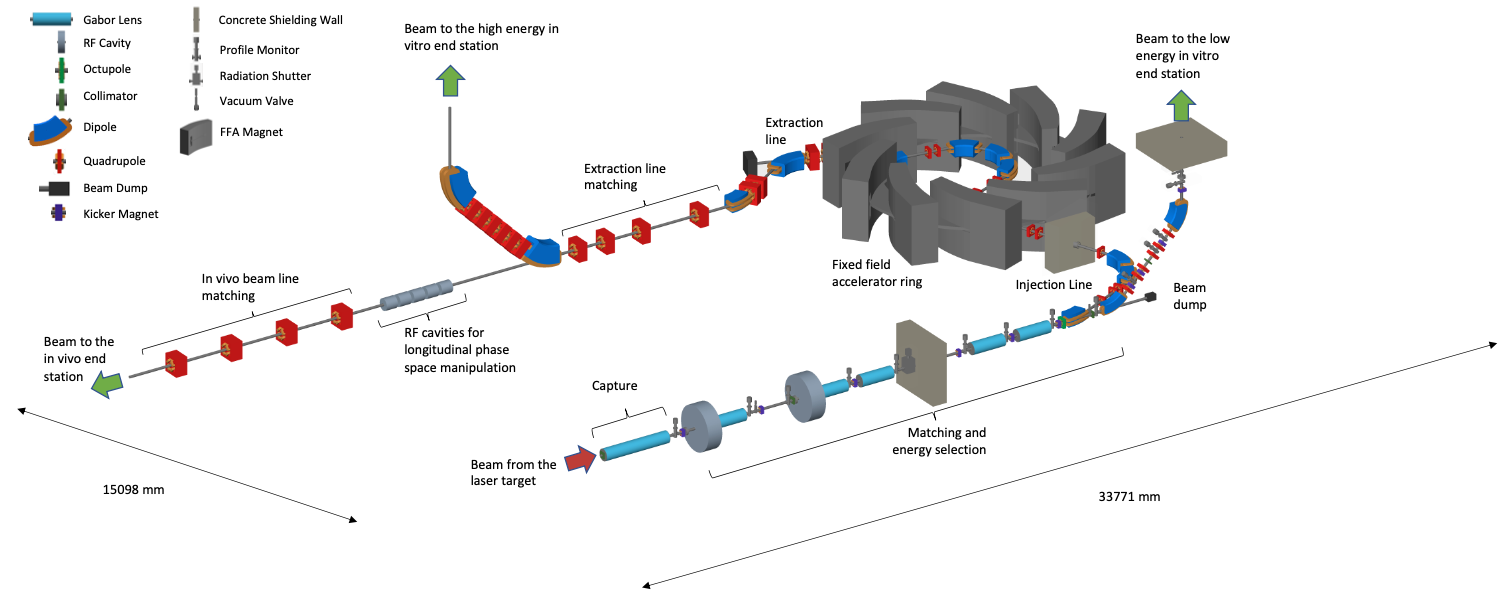 Gabor Lens
RF Cavity
Octupole
Collimator
Dipole
Quadrupole
Beam Dump
Kicker Magnet
Concrete Shielding Wall
Profile Monitor
Radiation Shutter
Vacuum Valve
FFA Magnet
Beam to the high energy in
vitro end station
Beam to the low
energy in vitro
end station
Extraction
line
Extraction line
matching
Fixed field
accelerator ring
Injection Line
Beam
dump
In vivo beam line
matching
RF cavities for
longitudinal phase
space manipulation
Beam to the
in vivo end
station
Capture
Matching and
energy selection
Beam from the
laser target
15098 mm
33771 mm